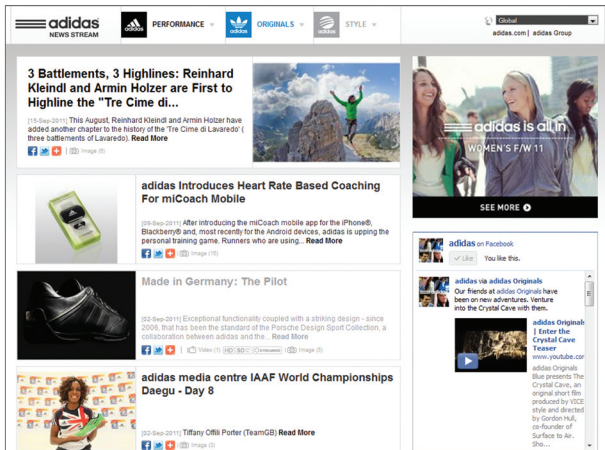 adidas
NEWS STREAM
adidas
PERFORMANCE
adidas
ORIGINALS
STYLE
Global
adidas.com | adidas Group
3 Battlements, 3 Highlines: Reinhard
Kleindl and Armin Holzer are First to
Highline the "Tre Cime di...
[15-Sep-2011] This August, Reinhard Kleindl and Armin Holzer have
added another chapter to the history of the 'Tre Cime di Lavaredo' (
three battlements of Lavaredo). Read More
Image (6)
adidas Introduces Heart Rate Based Coaching
For miCoach Mobile
[09-Sep-2011] After introducing the miCoach mobile app for the iPhone®,
Blackberry® and, most recently for the Android devices, adidas is upping the
personal training game. Runners who are using... Read More
Image (16)
Made in Germany: The Pilot
[02-Sep-2011] Exceptional functionality coupled with a striking design - since
2006, that has been the standard of the Porsche Design Sport Collection, a
collaboration between adidas and the... Read More
Video (1) HD SD
Image (5)
adidas media centre IAAF World Championships
Daegu - Day 8
[02-Sep-2011] Tiffany Offili Porter (TeamGB) Read More
Image (3)
adidas is all in
WOMEN'S F/W 11
SEE MORE
adidas on Facebook
Like
You like this.
adidas via adidas Originals
Our friends at adidas Originals have
been on new adventures. Venture
into the Crystal Cave with them.
adidas Originals
| Enter the
Crystal Cave
Teaser
www.youtube.cor
adidas Originals
Blue presents The
Crystal Cave, an
original short film
produced by VICE
style and directed
by Gordon Hull,
co-founder of
Surface to Air.
Sho...